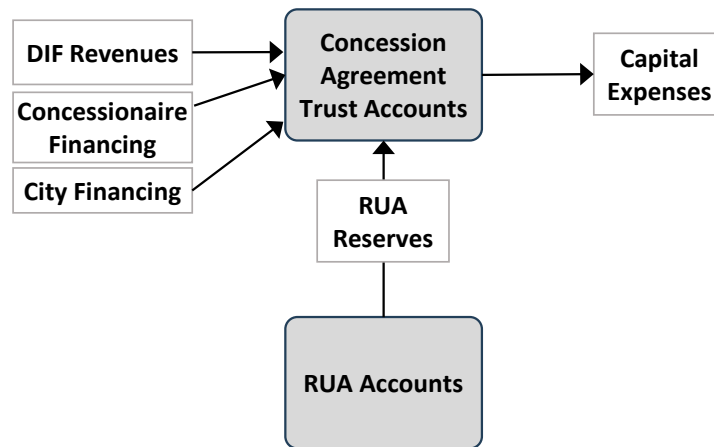 DIF Revenues
Concessionaire
Financing
City Financing
Concession
Agreement
Trust Accounts
Capital
Expenses
RUA
Reserves
RUA Accounts